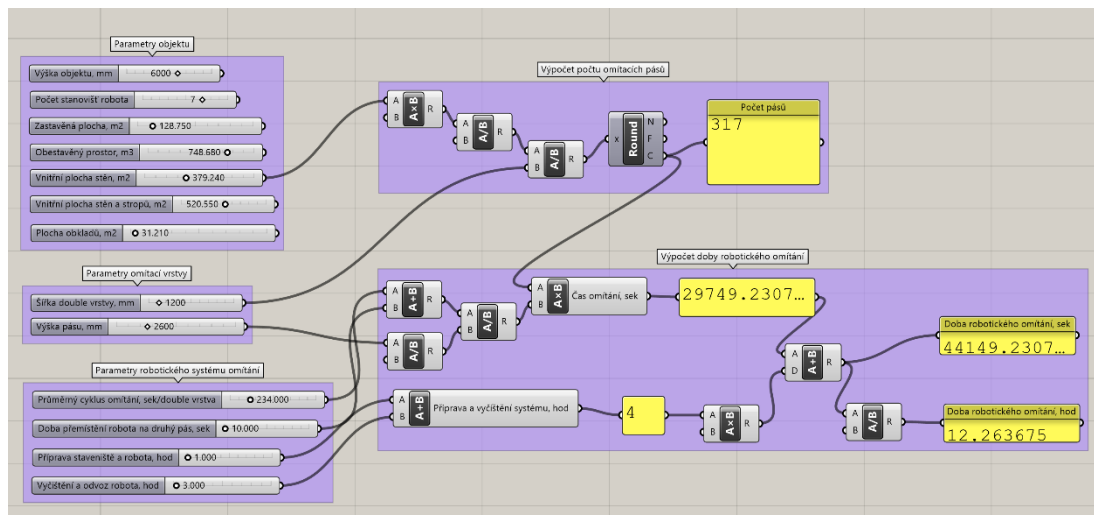 Parametry objektu
Výška objektu, mm 6000
Počet stanovišť robota 7
Zastavěná plocha, m2 128.750
Obestavěný prostor, m3 748.680
Vnitřní plocha stěn, m2 379.240
Vnitřní plocha stěn a stropů, m2 520.550
Plocha obkladů, m2 31.210
Výpočet počtu omítacích pásů
A B A×B R
A B A/B R
A B A/B R
x Round N F C
Počet pásů
317
Parametry omítací vrstvy
Šířka double vrstvy, mm 1200
Výška pásu, mm 2600
Parametry robotického systému omítání
Průměrný cyklus omítání, sek/double vrstva 234.000
Doba přemístění robota na druhý pás, sek 10.000
Příprava staveniště a robota, hod 1.000
Vyčištění a odvoz robota, hod 3.000
Výpočet doby robotického omítání
A B A+B R
A B A/B R
A B A/B R
A B A×B Čas omítání, sek
29749.2307...
A B A+B Příprava a vyčištění systému, hod
4
A B A×B R
A D A+B R
A B A/B R
Doba robotického omítání, sek
44149.2307...
Doba robotického omítání, hod
12.263675